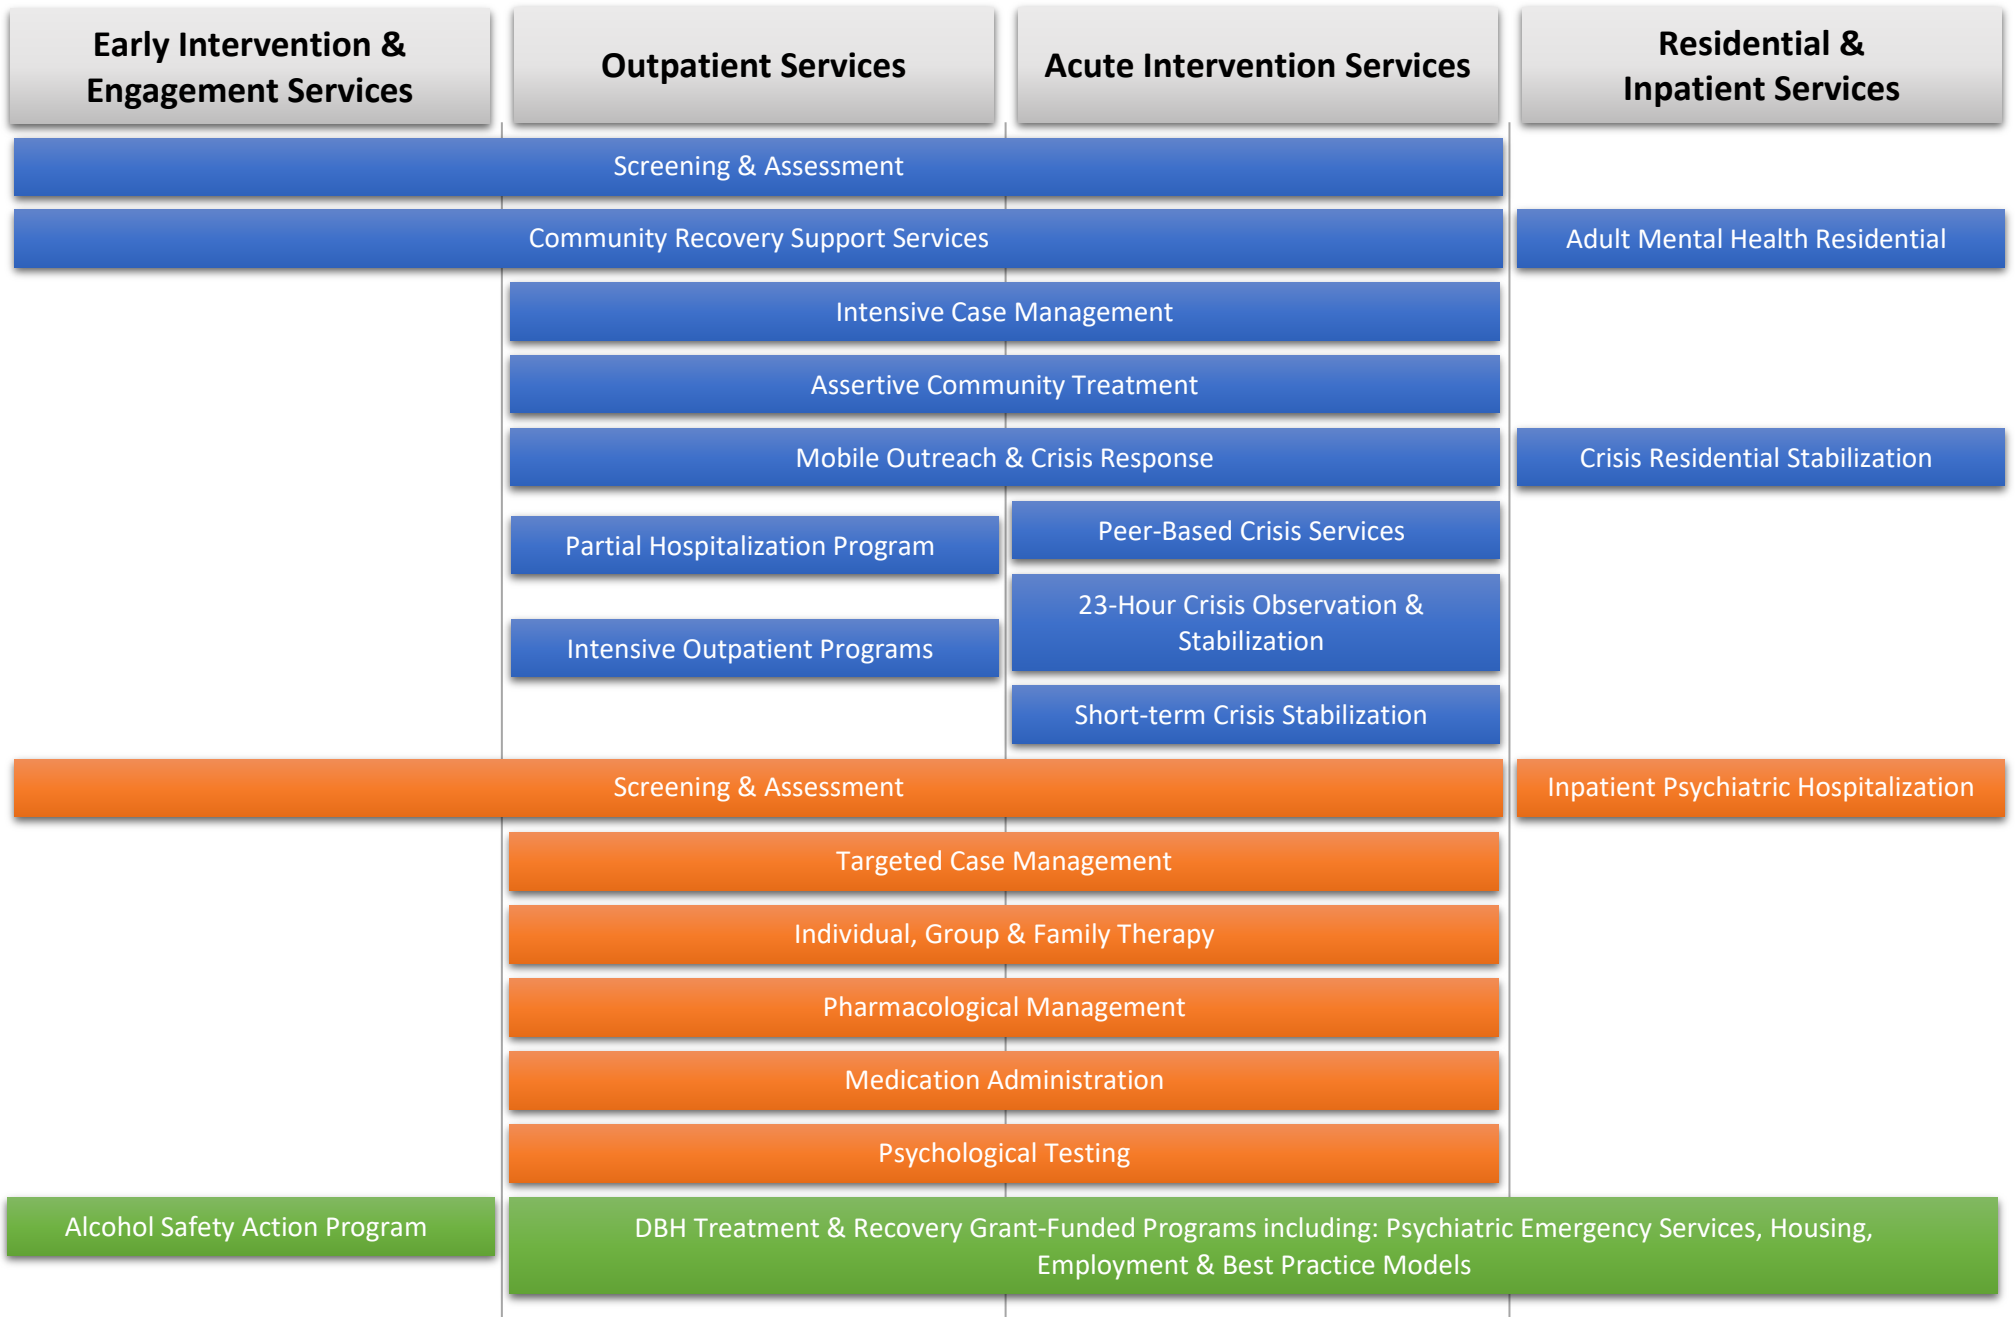 Early Intervention &
Engagement Services
Outpatient Services
Acute Intervention Services
Residential &
Inpatient Services
Screening & Assessment
Community Recovery Support Services
Adult Mental Health Residential
Intensive Case Management
Assertive Community Treatment
Mobile Outreach & Crisis Response
Crisis Residential Stabilization
Partial Hospitalization Program
Peer-Based Crisis Services
23-Hour Crisis Observation &
Stabilization
Intensive Outpatient Programs
Short-term Crisis Stabilization
Screening & Assessment
Inpatient Psychiatric Hospitalization
Targeted Case Management
Individual, Group & Family Therapy
Pharmacological Management
Medication Administration
Psychological Testing
Alcohol Safety Action Program
DBH Treatment & Recovery Grant-Funded Programs including: Psychiatric Emergency Services, Housing,
Employment & Best Practice Models